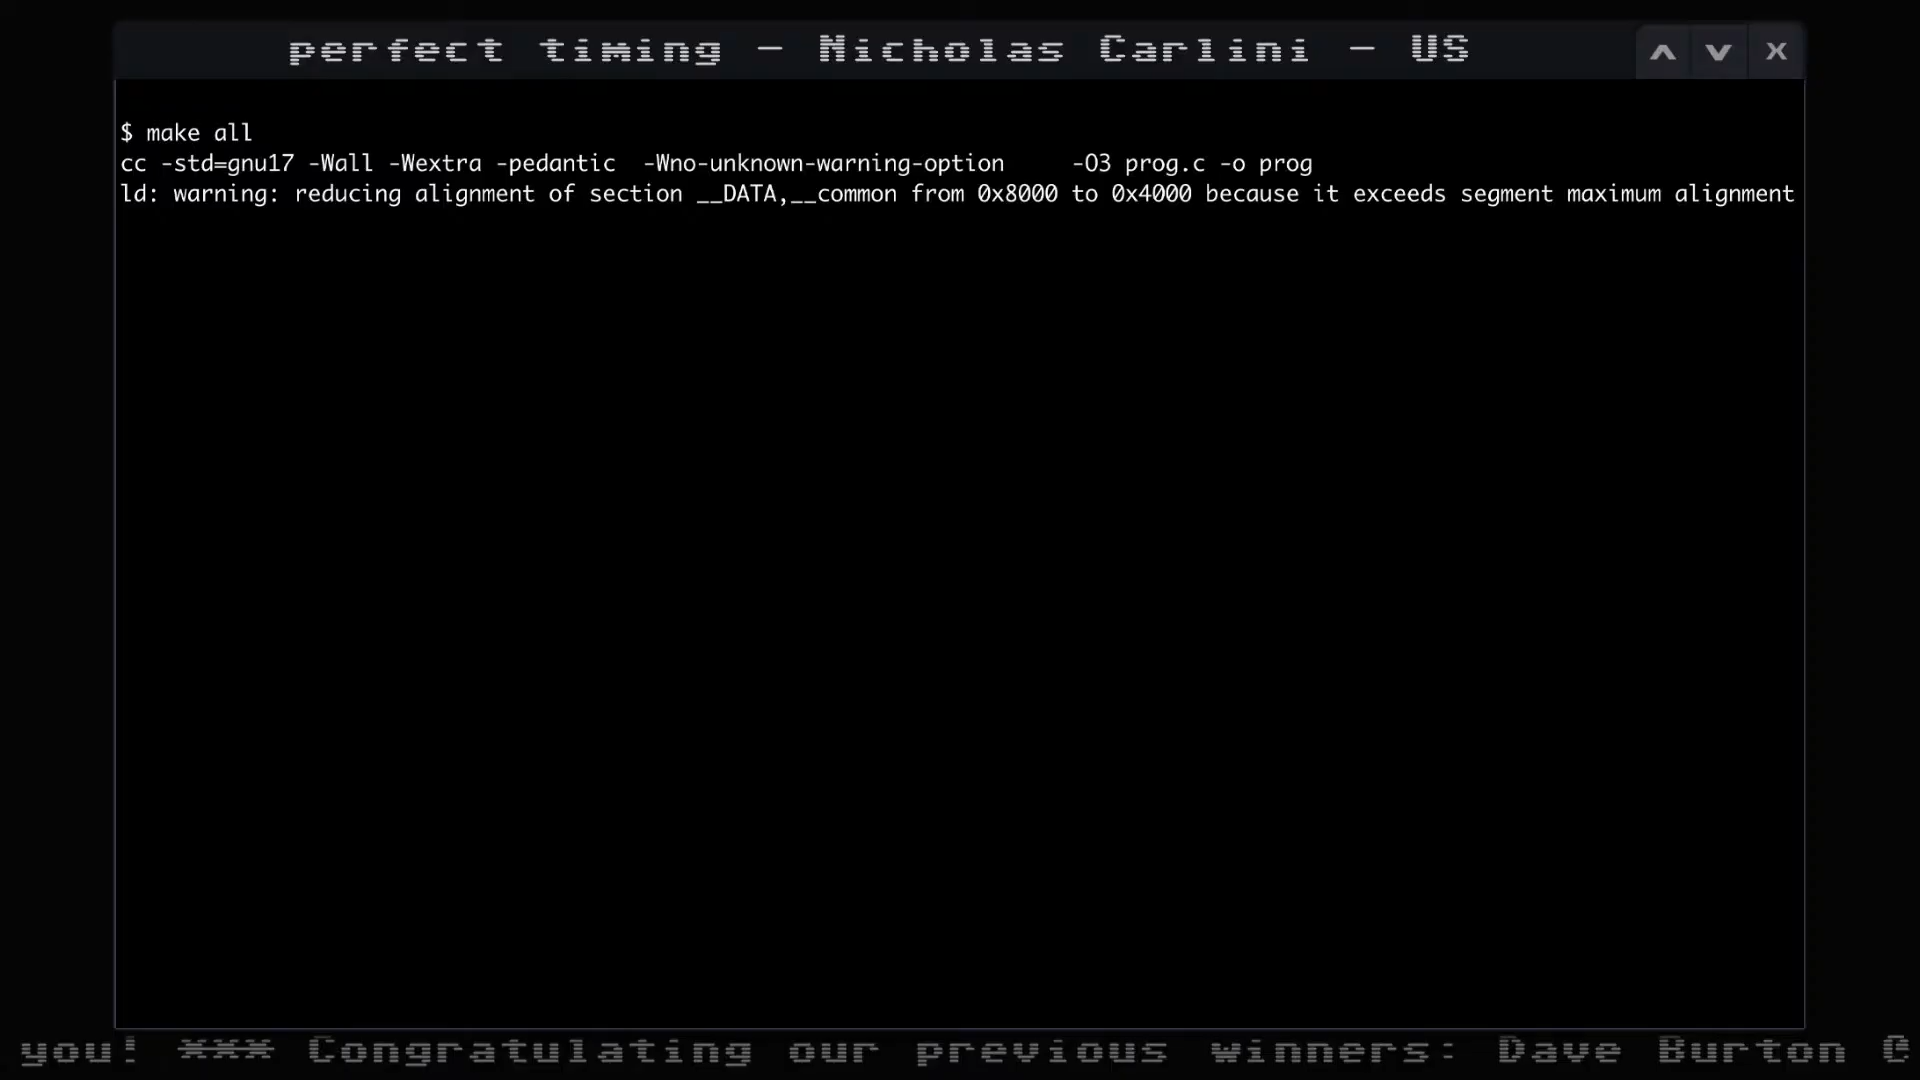 perfect timing - Nicholas Carlini - US
$ make all
cc -std=gnu17 -Wall -Wextra -pedantic  -Wno-unknown-warning-option     -O3 prog.c -o prog
ld: warning: reducing alignment of section __DATA,__common from 0x8000 to 0x4000 because it exceeds segment maximum alignment
you! *** Congratulating our previous winners: Dave Burton @